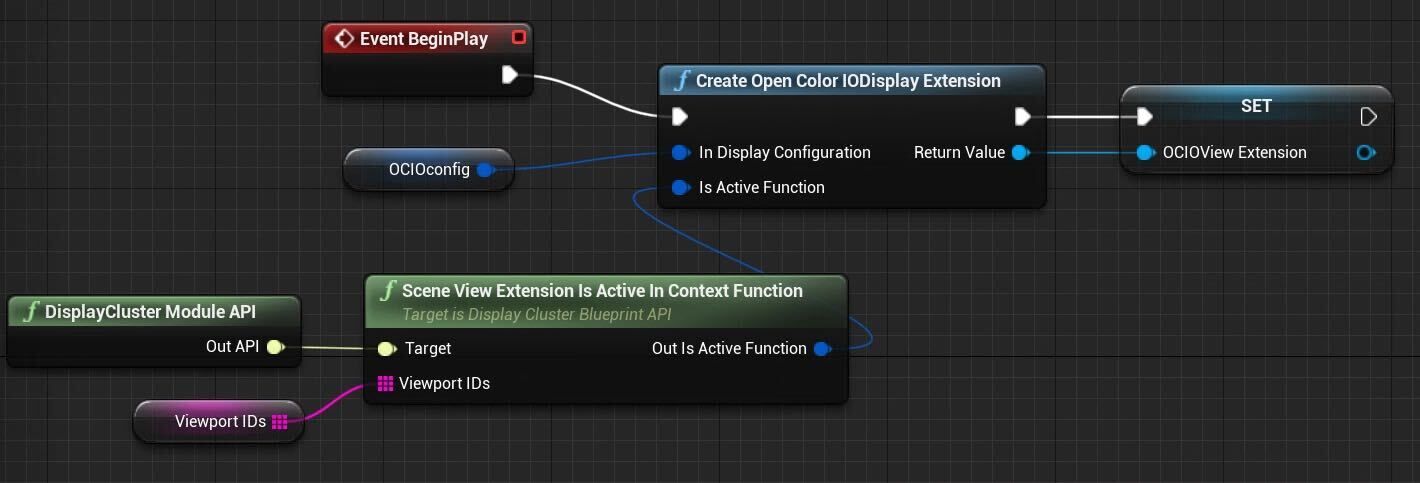 Event BeginPlay
Create Open Color IODisplay Extension
SET
In Display Configuration
Return Value
OCIOView Extension
OCIOconfig
Is Active Function
Scene View Extension Is Active In Context Function
Target is Display Cluster Blueprint API
DisplayCluster Module API
Out API
Target
Out Is Active Function
Viewport IDs
Viewport IDs